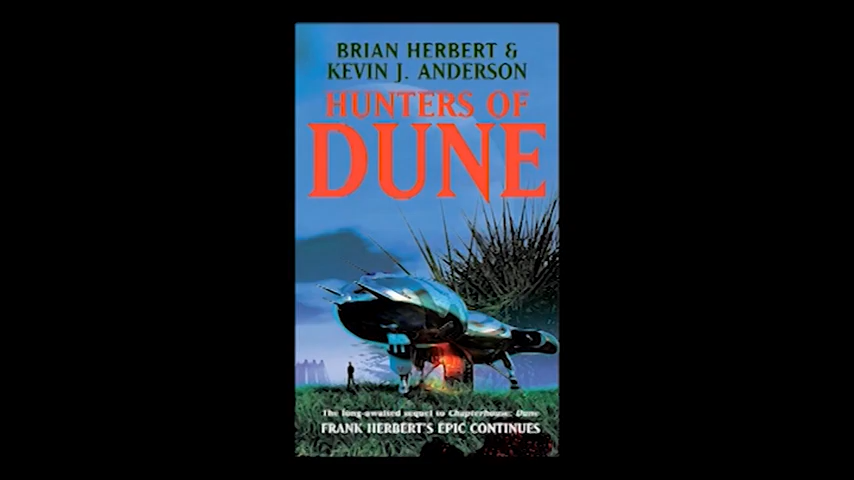 BRIAN HERBERT &
KEVIN J. ANDERSON
HUNTERS OF
DUNE
The long-awaited sequel to Chapterhouse: Dune
FRANK HERBERT'S EPIC CONTINUES